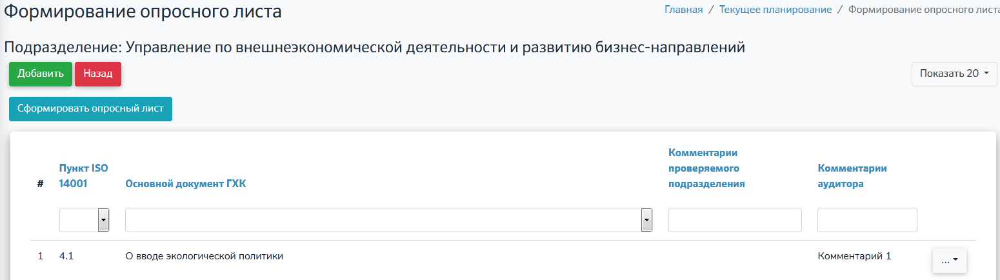 Формирование опросного листа
Главная / Текущее планирование / Формирование опросного листа
Подразделение: Управление по внешнеэкономической деятельности и развитию бизнес-направлений
Добавить Назад
Показать 20
Сформировать опросный лист
# Пункт ISO 14001 Основной документ ГХК Комментарии проверяемого подразделения Комментарии аудитора
1 4.1 О вводе экологической политики Комментарий 1 ...